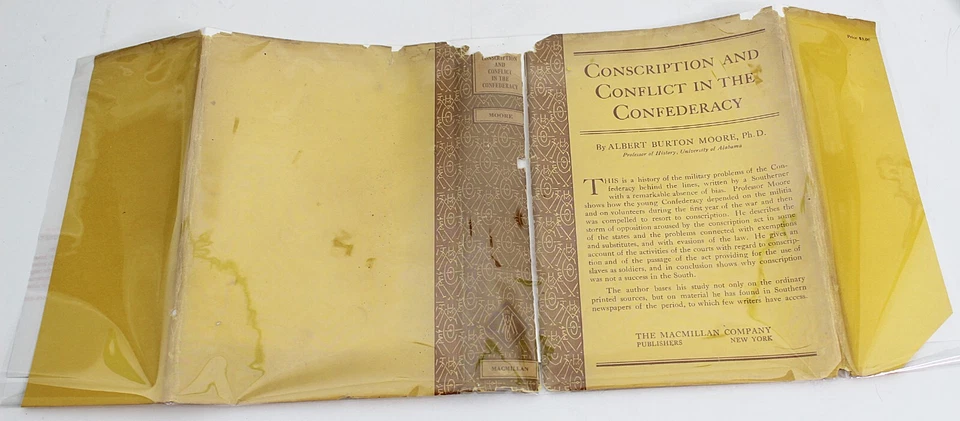 CONSCRIPTION
AND
CONFLICT
IN THE
CONFEDERACY
MOORE
MACMILLAN
CONSCRIPTION AND
CONFLICT IN THE
CONFEDERACY
By ALBERT BURTON MOORE, Ph.D.
Professor of History, University of Alabama
THIS is a history of the military problems of the Con-
federacy behind the lines, written by a Southerner
with a remarkable absence of bias. Professor Moore
shows how the young Confederacy depended on the militia
and on volunteers during the first year of the war and then
was compelled to resort to conscription. He describes the
storm of opposition aroused by the conscription act in some
of the states and the problems connected with exemptions
and substitutes, and with evasions of the law. He gives an
account of the activities of the courts with regard to conscrip-
tion and of the passage of the act providing for the use of
slaves as soldiers, and in conclusion shows why conscription
was not a success in the South.
The author bases his study not only on the ordinary
printed sources, but on material he has found in Southern
newspapers of the period, to which few writers have access.
THE MACMILLAN COMPANY
PUBLISHERS NEW YORK
Price